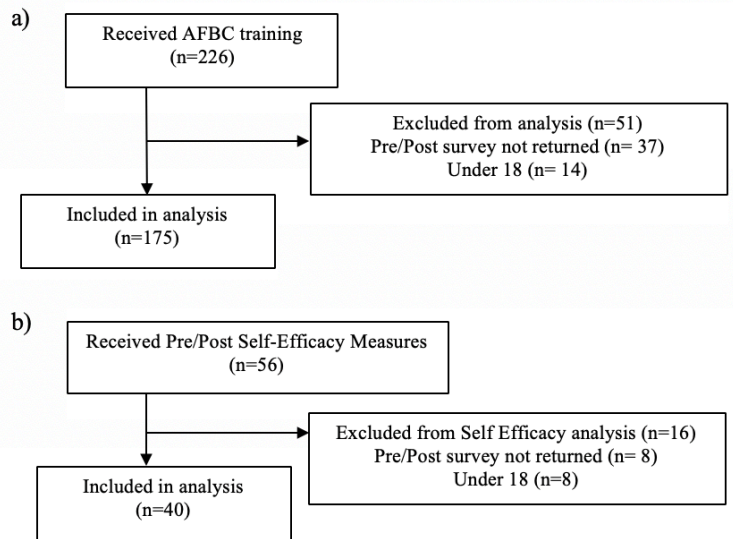 a)
Received AFBC training
(n=226)
Excluded from analysis (n=51)
Pre/Post survey not returned (n= 37)
Under 18 (n= 14)
Included in analysis
(n=175)
b)
Received Pre/Post Self-Efficacy Measures
(n=56)
Excluded from Self Efficacy analysis (n=16)
Pre/Post survey not returned (n= 8)
Under 18 (n=8)
Included in analysis
(n=40)